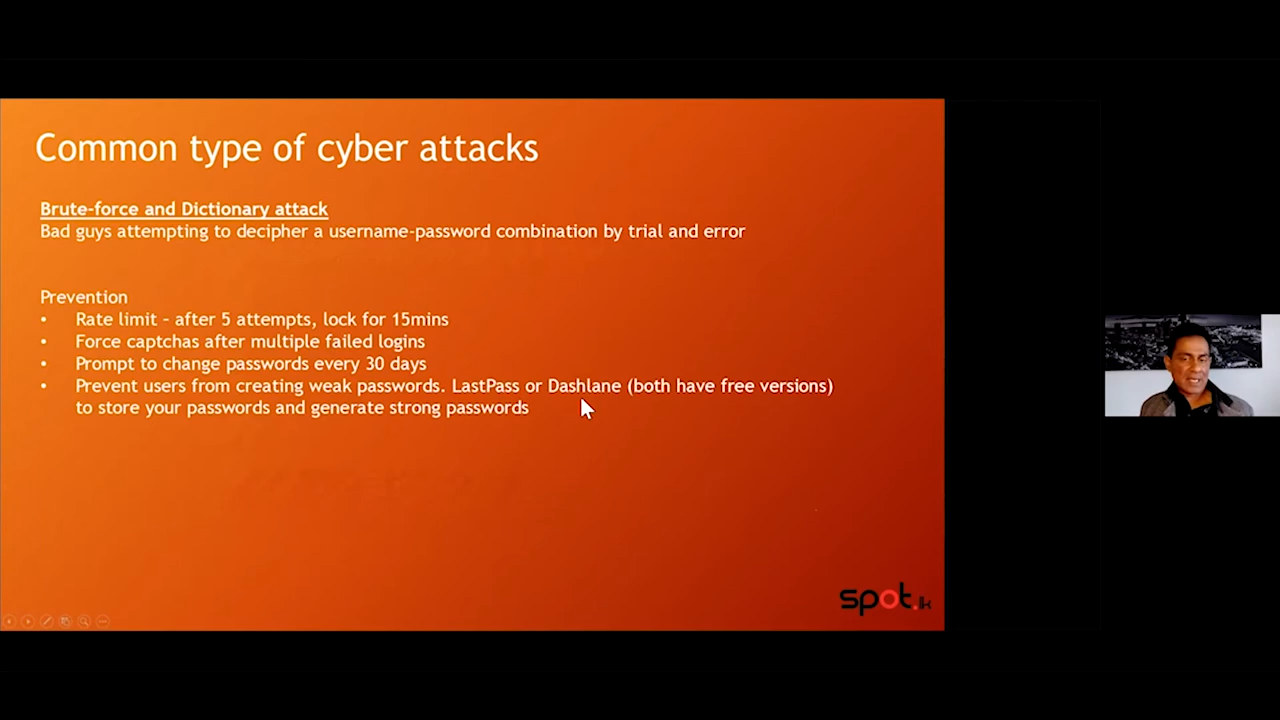 Common type of cyber attacks
Brute-force and Dictionary attack
Bad guys attempting to decipher a username-password combination by trial and error
Prevention
• Rate limit – after 5 attempts, lock for 15mins
• Force captchas after multiple failed logins
• Prompt to change passwords every 30 days
• Prevent users from creating weak passwords. LastPass or Dashlane (both have free versions)
to store your passwords and generate strong passwords
spot.lk